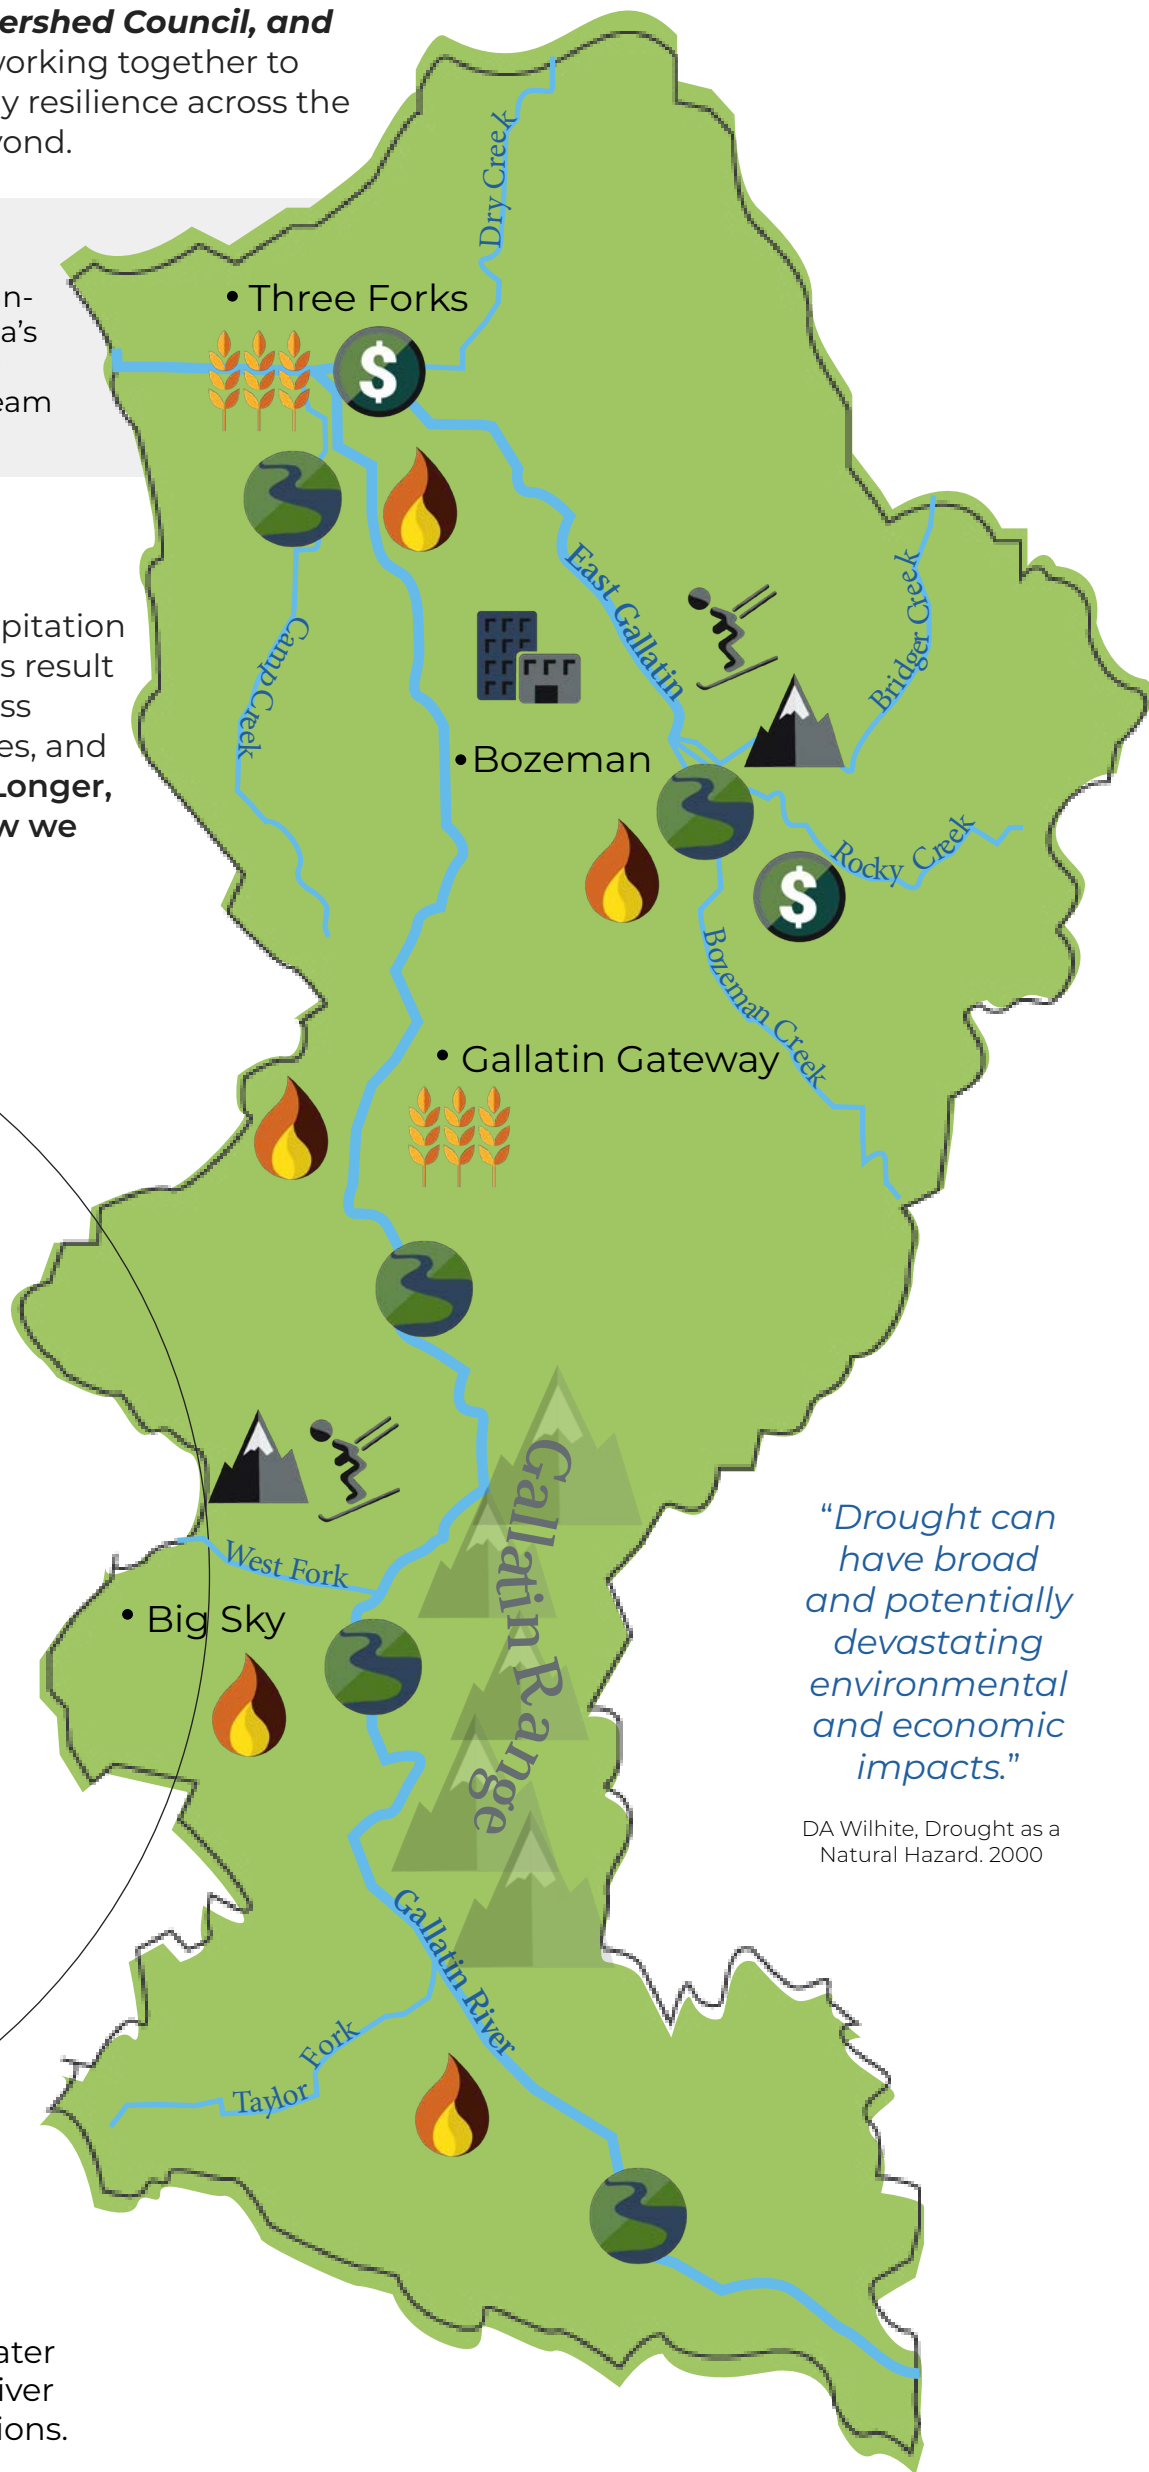 ershed Council, and
working together to
y resilience across the
yond.
n-
a's
eam
Dry Creek
• Three Forks
$
pitation
s result
ss
es, and
Longer,
w we
East Gallatin
Bridger Creek
Camp Creek
• Bozeman
Rocky Creek
$
Bozeman Creek
• Gallatin Gateway
Gallatin Range
West Fork
• Big Sky
"Drought can
have broad
and potentially
devastating
environmental
and economic
impacts."
DA Wilhite, Drought as a
Natural Hazard. 2000
Gallatin River
Taylor Fork
ater
iver
ions.